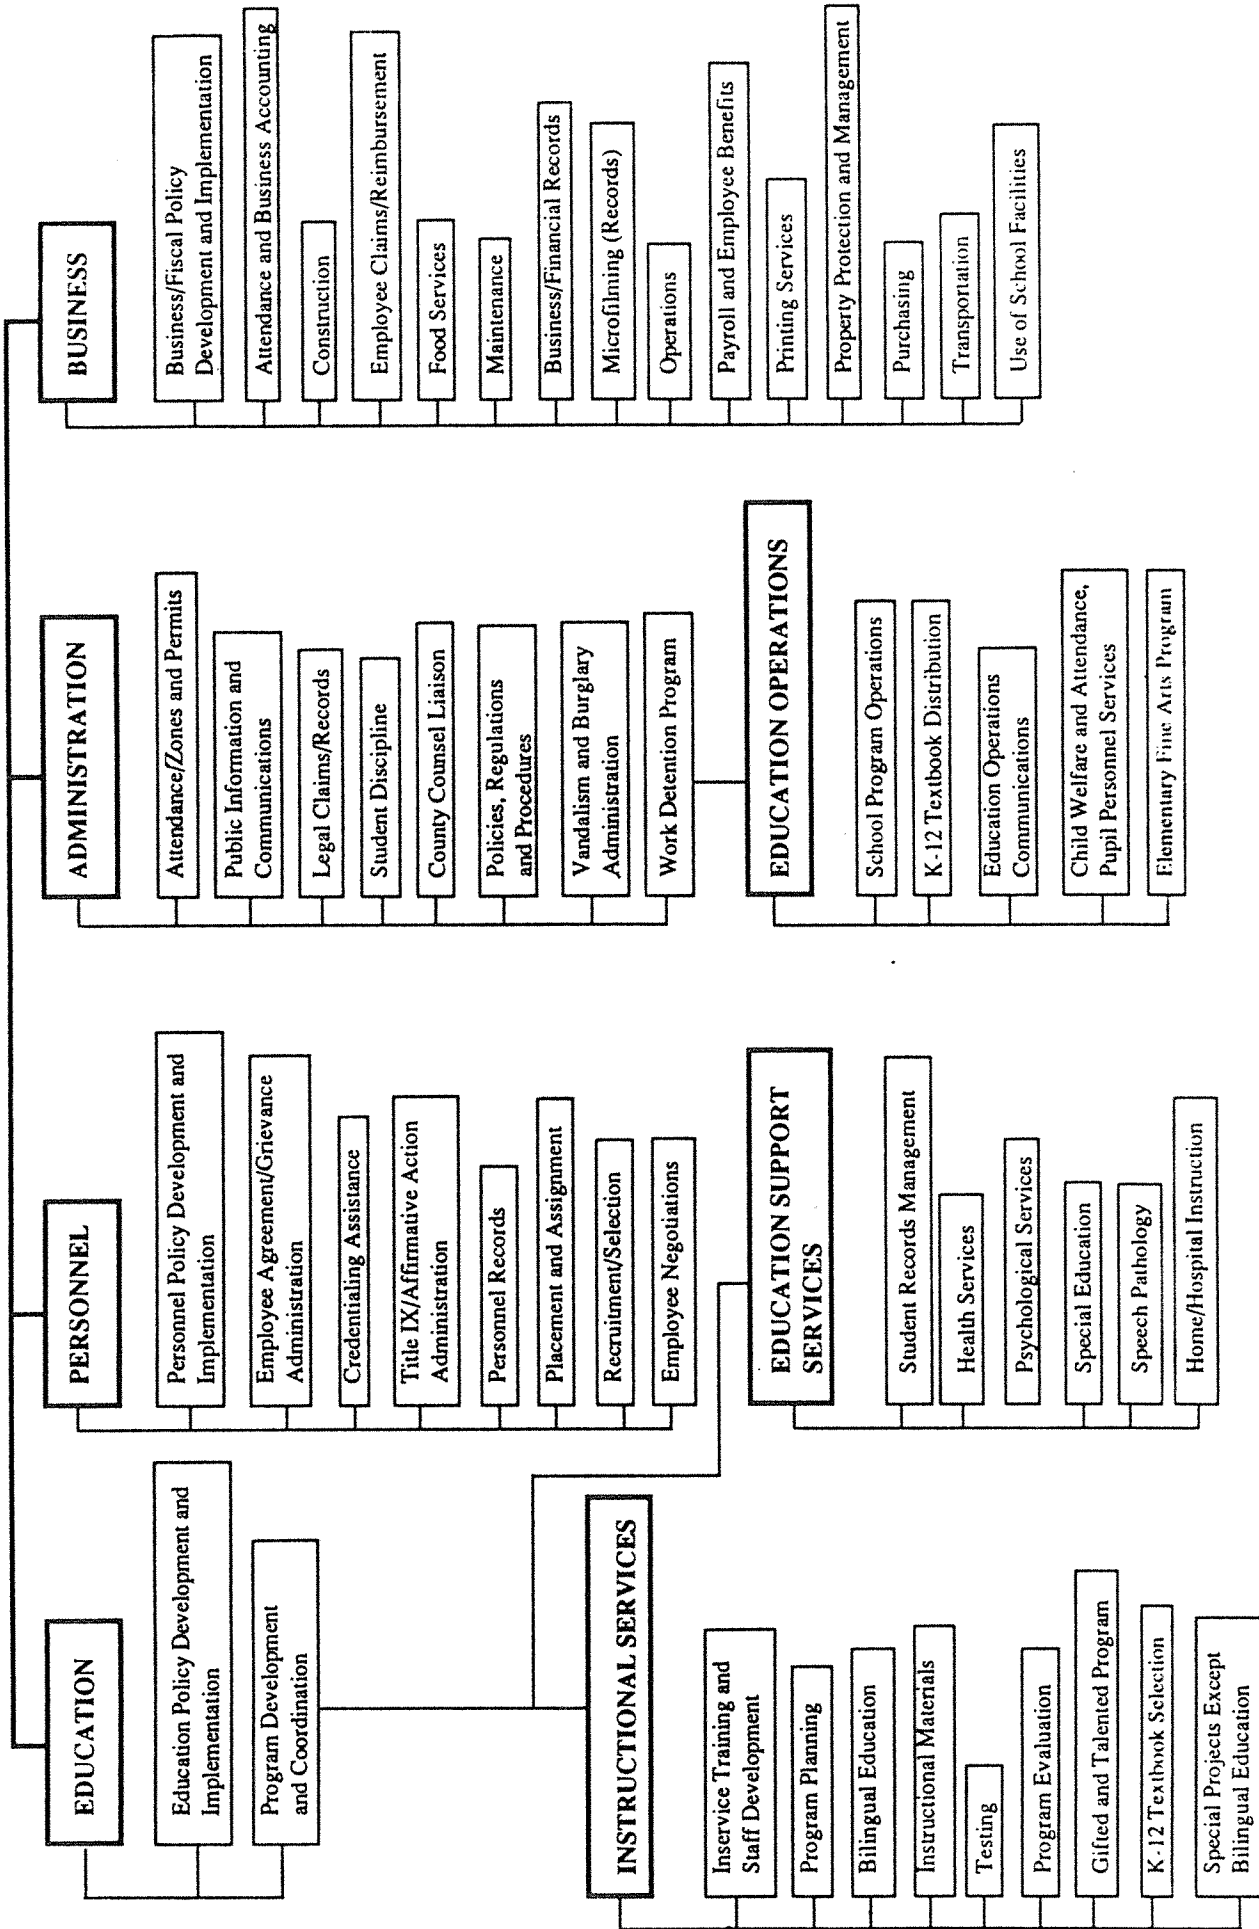 EDUCATION
Education Policy Development and
Implementation
Program Development
and Coordination
INSTRUCTIONAL SERVICES
Inservice Training and
Staff Development
Program Planning
Bilingual Education
Instructional Materials
Testing
Program Evaluation
Gifted and Talented Program
K-12 Textbook Selection
Special Projects Except
Bilingual Education
PERSONNEL
Personnel Policy Development and
Implementation
Employee Agreement/Grievance
Administration
Credentialing Assistance
Title IX/Affirmative Action
Administration
Personnel Records
Placement and Assignment
Recruitment/Selection
Employee Negotiations
EDUCATION SUPPORT
SERVICES
Student Records Management
Health Services
Psychological Services
Special Education
Speech Pathology
Home/Hospital Instruction
ADMINISTRATION
Attendance/Zones and Permits
Public Information and
Communications
Legal Claims/Records
Student Discipline
County Counsel Liaison
Policies, Regulations
and Procedures
Vandalism and Burglary
Administration
Work Detention Program
EDUCATION OPERATIONS
School Program Operations
K-12 Textbook Distribution
Education Operations
Communications
Child Welfare and Attendance,
Pupil Personnel Services
Elementary Fine Arts Program
BUSINESS
Business/Fiscal Policy
Development and Implementation
Attendance and Business Accounting
Construction
Employee Claims/Reimbursement
Food Services
Maintenance
Business/Financial Records
Microfilming (Records)
Operations
Payroll and Employee Benefits
Printing Services
Property Protection and Management
Purchasing
Transportation
Use of School Facilities